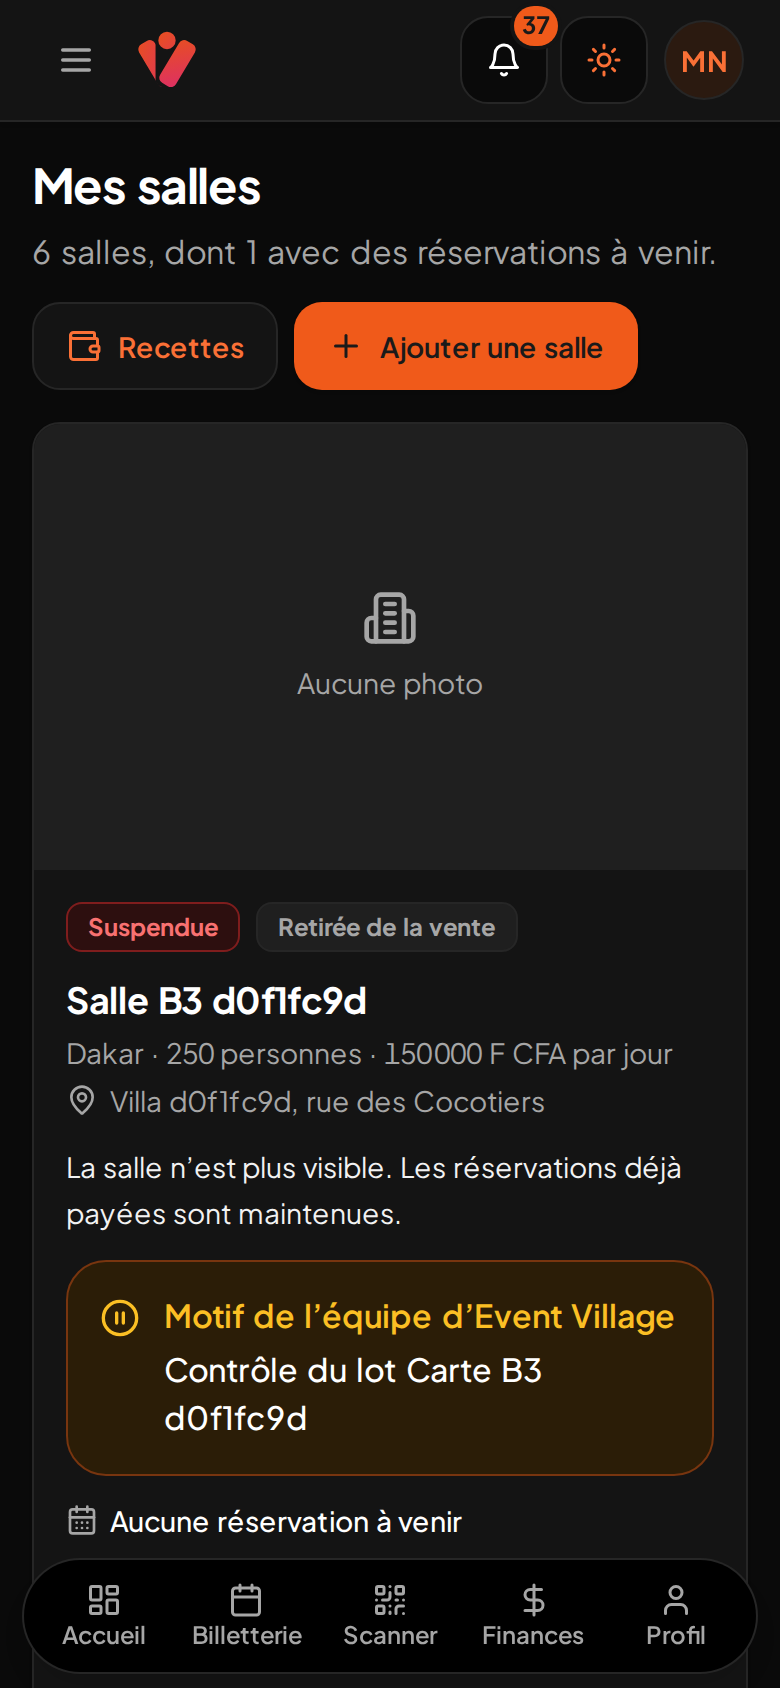 37
MN
Mes salles
6 salles, dont 1 avec des réservations à venir.
Recettes
Ajouter une salle
Aucune photo
Suspendue
Retirée de la vente
Salle B3 d0f1fc9d
Dakar · 250 personnes · 150000 F CFA par jour
Villa d0f1fc9d, rue des Cocotiers
La salle n’est plus visible. Les réservations déjà
payées sont maintenues.
Motif de l’équipe d’Event Village
Contrôle du lot Carte B3
d0f1fc9d
Aucune réservation à venir
Accueil
Billetterie
Scanner
Finances
Profil